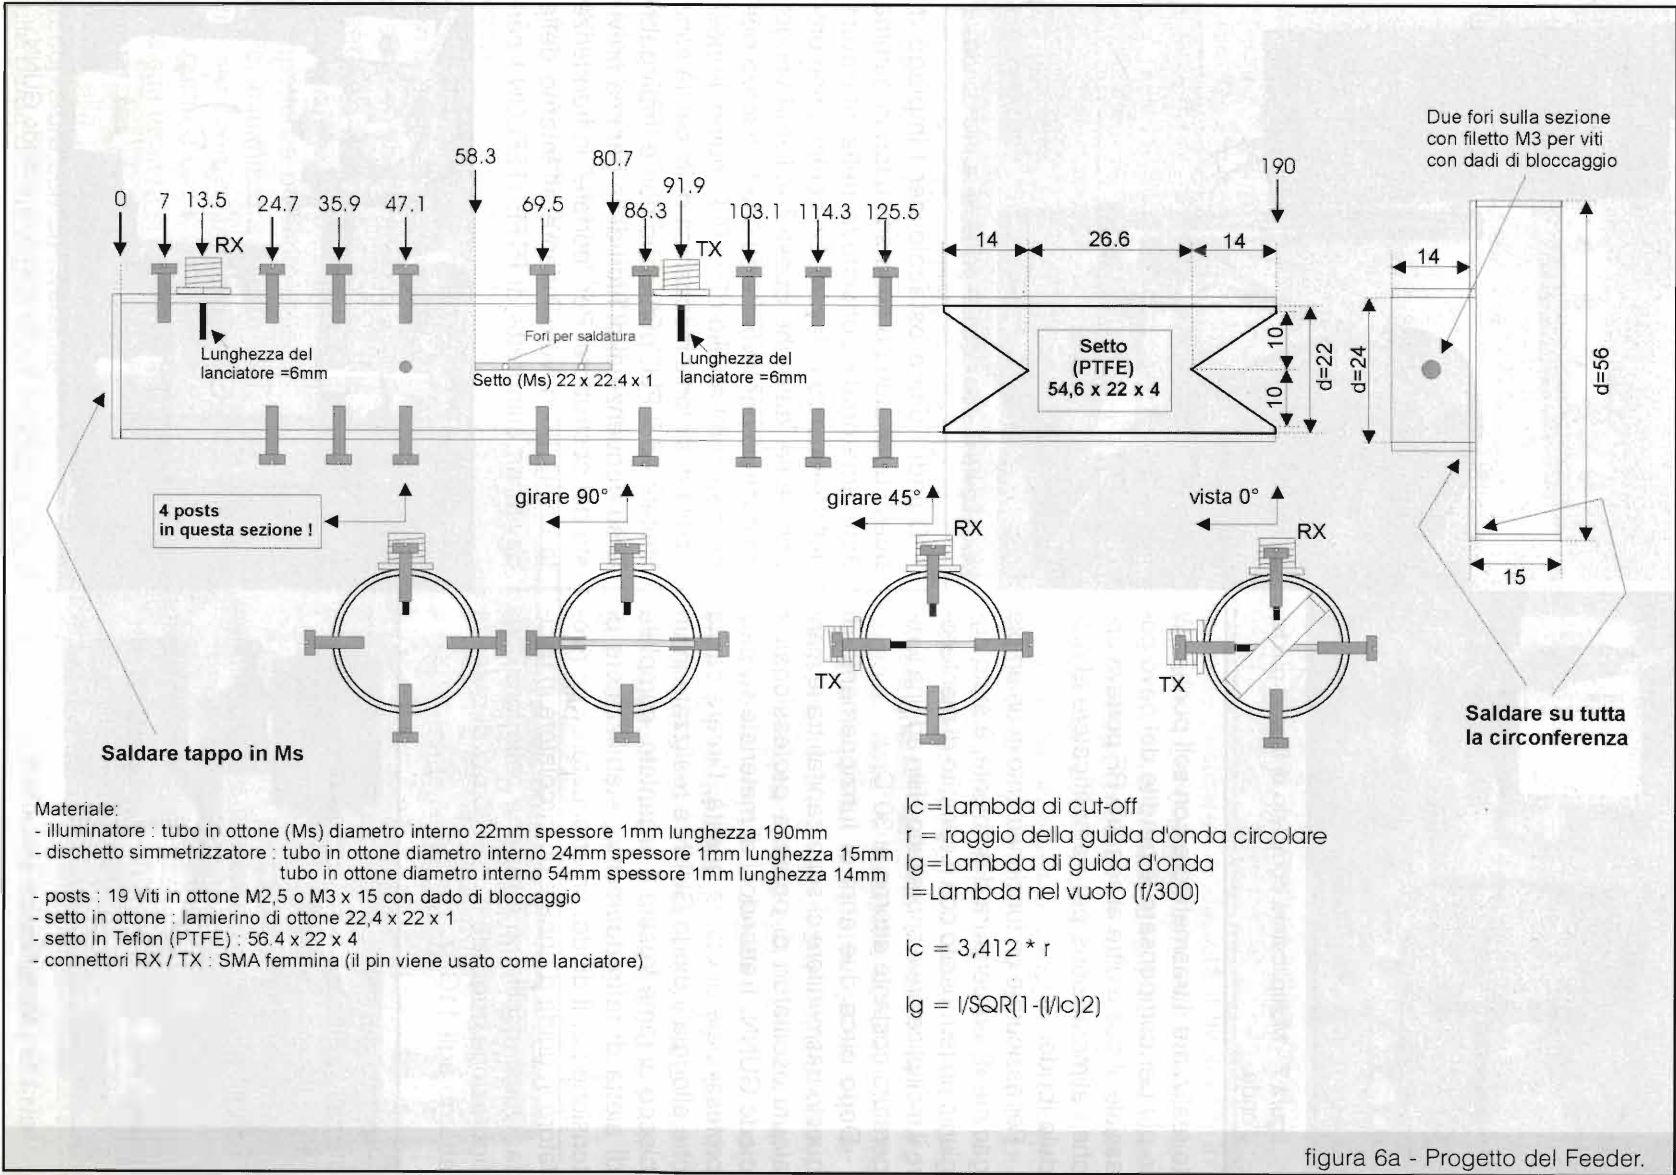 Due fori sulla sezione
con filetto M3 per viti
con dadi di bloccaggio
58.3
80.7
190
0
7
13.5
24.7
35.9
47.1
69.5
86.3
91.9
103.1
114.3
125.5
RX
TX
14
26.6
14
14
Fori per saldatura
Lunghezza del
lanciatore =6mm
Setto (Ms) 22 x 22.4 x 1
Lunghezza del
lanciatore =6mm
Setto
(PTFE)
54,6 x 22 x 4
10
10
d=22
d=24
d=56
15
4 posts
in questa sezione !
girare 90°
girare 45°
vista 0°
RX
RX
TX
TX
Saldare tappo in Ms
Saldare su tutta
la circonferenza
Materiale:
- illuminatore : tubo in ottone (Ms) diametro interno 22mm spessore 1mm lunghezza 190mm
- dischetto simmetrizzatore : tubo in ottone diametro interno 24mm spessore 1mm lunghezza 15mm
tubo in ottone diametro interno 54mm spessore 1mm lunghezza 14mm
- posts : 19 Viti in ottone M2,5 o M3 x 15 con dado di bloccaggio
- setto in ottone : lamierino di ottone 22,4 x 22 x 1
- setto in Teflon (PTFE) : 56.4 x 22 x 4
- connettori RX / TX : SMA femmina (il pin viene usato come lanciatore)
lc=Lambda di cut-off
r = raggio della guida d'onda circolare
lg=Lambda di guida d'onda
l=Lambda nel vuoto (f/300)
lc = 3,412 * r
lg = l/SQR(1-(l/lc)2)
figura 6a - Progetto del Feeder.